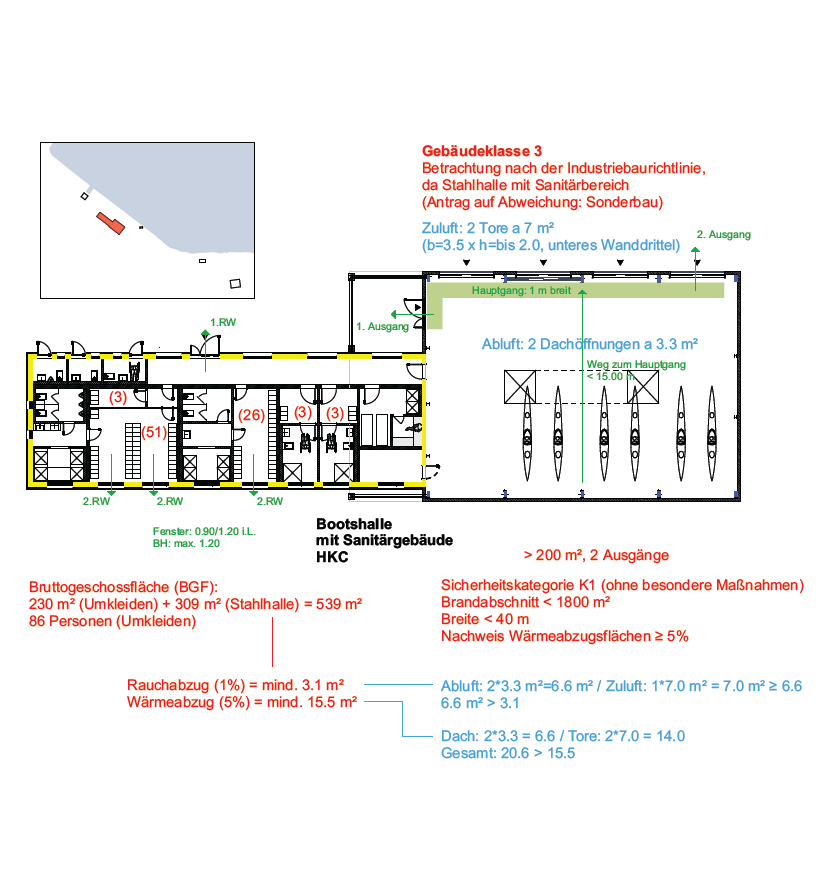 Gebäudeklasse 3
Betrachtung nach der Industriebaurichtlinie,
da Stahlhalle mit Sanitärbereich
(Antrag auf Abweichung: Sonderbau)
Zuluft: 2 Tore a 7 m²
(b=3.5 x h=bis 2.0, unteres Wanddrittel)
2. Ausgang
Hauptgang: 1 m breit
1.RW
1. Ausgang
Abluft: 2 Dachöffnungen a 3.3 m²
Weg zum Hauptgang
< 15.00 m
(3)
(51)
(26)
(3)
(3)
2.RW
2.RW
2.RW
Fenster: 0.90/1.20 i.L.
BH: max. 1.20
Bootshalle
mit Sanitärgebäude
HKC
> 200 m², 2 Ausgänge
Bruttogeschossfläche (BGF):
230 m² (Umkleiden) + 309 m² (Stahlhalle) = 539 m²
86 Personen (Umkleiden)
Sicherheitskategorie K1 (ohne besondere Maßnahmen)
Brandabschnitt < 1800 m²
Breite < 40 m
Nachweis Wärmeabzugsflächen ≥ 5%
Rauchabzug (1%) = mind. 3.1 m²
Wärmeabzug (5%) = mind. 15.5 m²
Abluft: 2*3.3 m²=6.6 m² / Zuluft: 1*7.0 m² = 7.0 m² ≥ 6.6
6.6 m² > 3.1
Dach: 2*3.3 = 6.6 / Tore: 2*7.0 = 14.0
Gesamt: 20.6 > 15.5